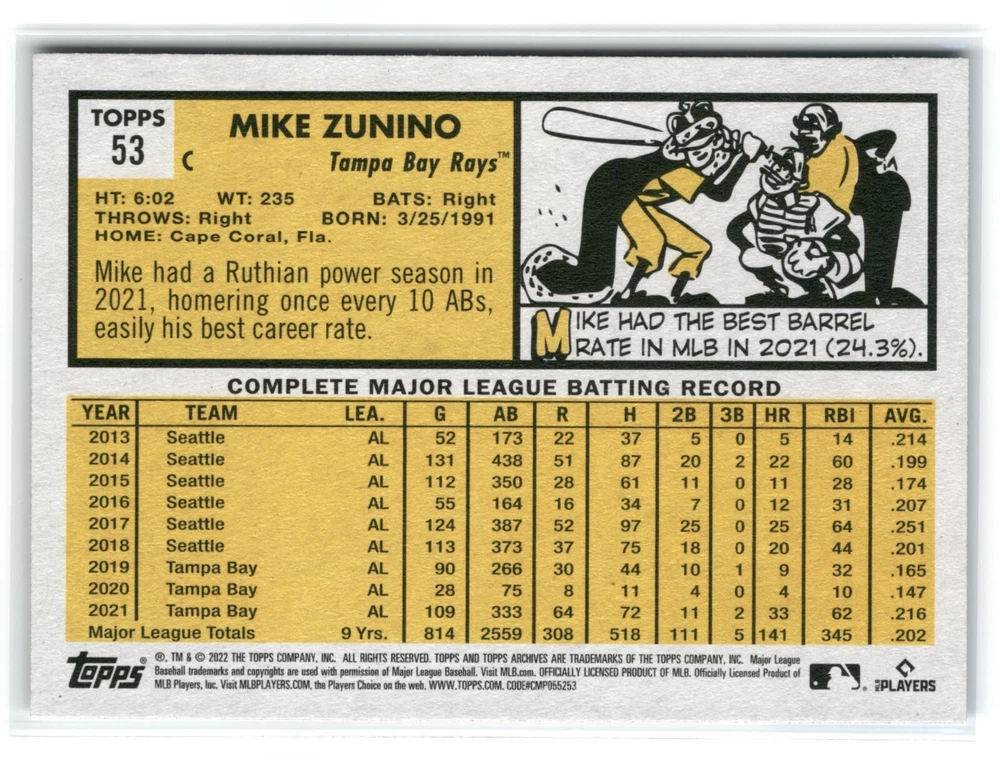 TOPPS
53
C
MIKE ZUNINO
Tampa Bay Rays™
HT: 6:02 WT: 235 BATS: Right
THROWS: Right BORN: 3/25/1991
HOME: Cape Coral, Fla.
Mike had a Ruthian power season in
2021, homering once every 10 ABs,
easily his best career rate.
MIKE HAD THE BEST BARREL
RATE IN MLB IN 2021 (24.3%).
COMPLETE MAJOR LEAGUE BATTING RECORD
YEAR TEAM LEA. G AB R H 2B 3B HR RBI AVG.
2013 Seattle AL 52 173 22 37 5 0 5 14 .214
2014 Seattle AL 131 438 51 87 20 2 22 60 .199
2015 Seattle AL 112 350 28 61 11 0 11 28 .174
2016 Seattle AL 55 164 16 34 7 0 12 31 .207
2017 Seattle AL 124 387 52 97 25 0 25 64 .251
2018 Seattle AL 113 373 37 75 18 0 20 44 .201
2019 Tampa Bay AL 90 266 30 44 10 1 9 32 .165
2020 Tampa Bay AL 28 75 8 11 4 0 4 10 .147
2021 Tampa Bay AL 109 333 64 72 11 2 33 62 .216
Major League Totals 9 Yrs. 814 2559 308 518 111 5 141 345 .202
topps®
®, TM & © 2022 THE TOPPS COMPANY, INC. ALL RIGHTS RESERVED. TOPPS AND TOPPS ARCHIVES ARE TRADEMARKS OF THE TOPPS COMPANY, INC. Major League
Baseball trademarks and copyrights are used with permission of Major League Baseball. Visit MLB.com. OFFICIALLY LICENSED PRODUCT OF MLB. Officially Licensed Product of
MLB Players, Inc. Visit MLBPLAYERS.COM, the Players Choice on the web. WWW.TOPPS.COM. CODE#CMP055253
MLB PLAYERS